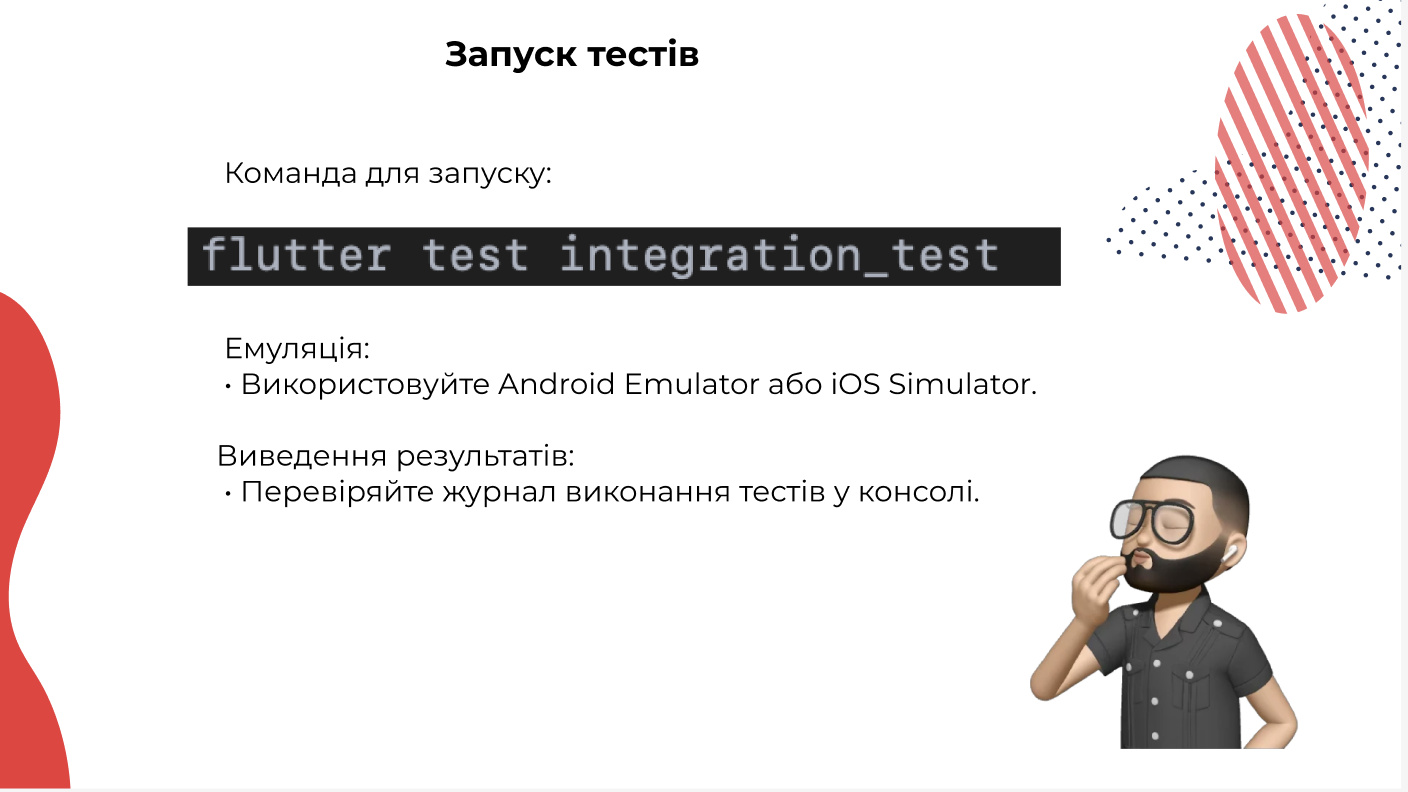 Запуск тестів
Команда для запуску:
flutter test integration_test
Емуляція:
• Використовуйте Android Emulator або iOS Simulator.
Виведення результатів:
• Перевіряйте журнал виконання тестів у консолі.